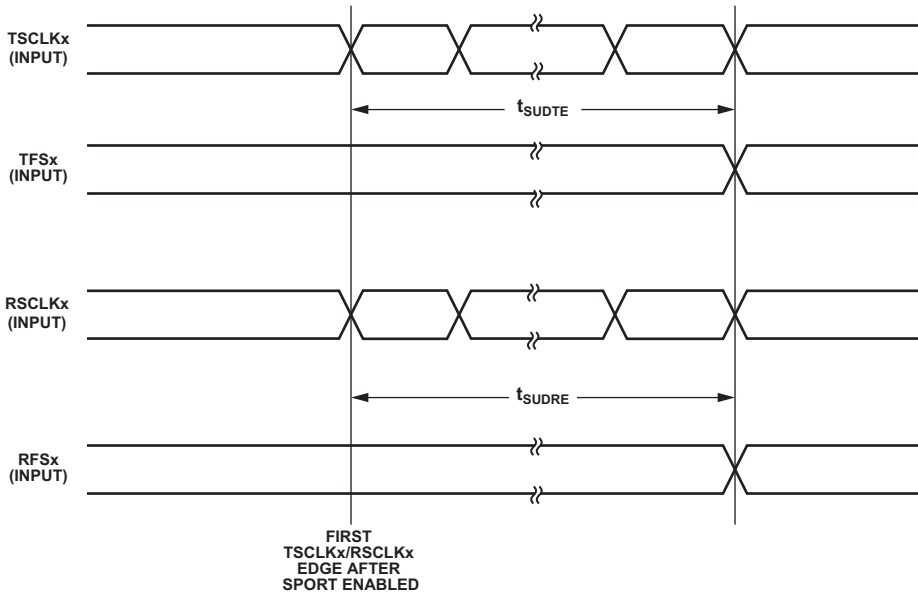 TSCLKx
(INPUT)
tSUDTE
TFSx
(INPUT)
RSCLKx
(INPUT)
tSUDRE
RFSx
(INPUT)
FIRST
TSCLKx/RSCLKx
EDGE AFTER
SPORT ENABLED